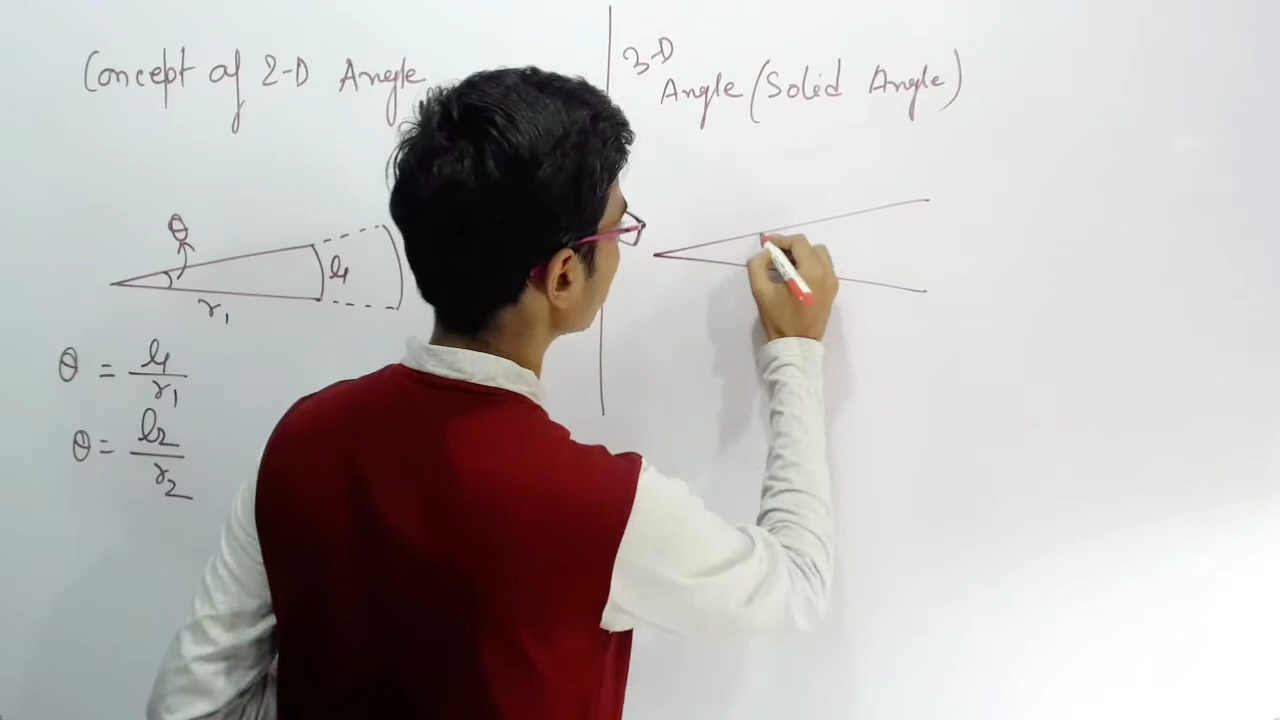 Concept of 2-D Angle
θ
l1
r1
θ = l1/r1
θ = l2/r2
3-D
Angle (Solid Angle)